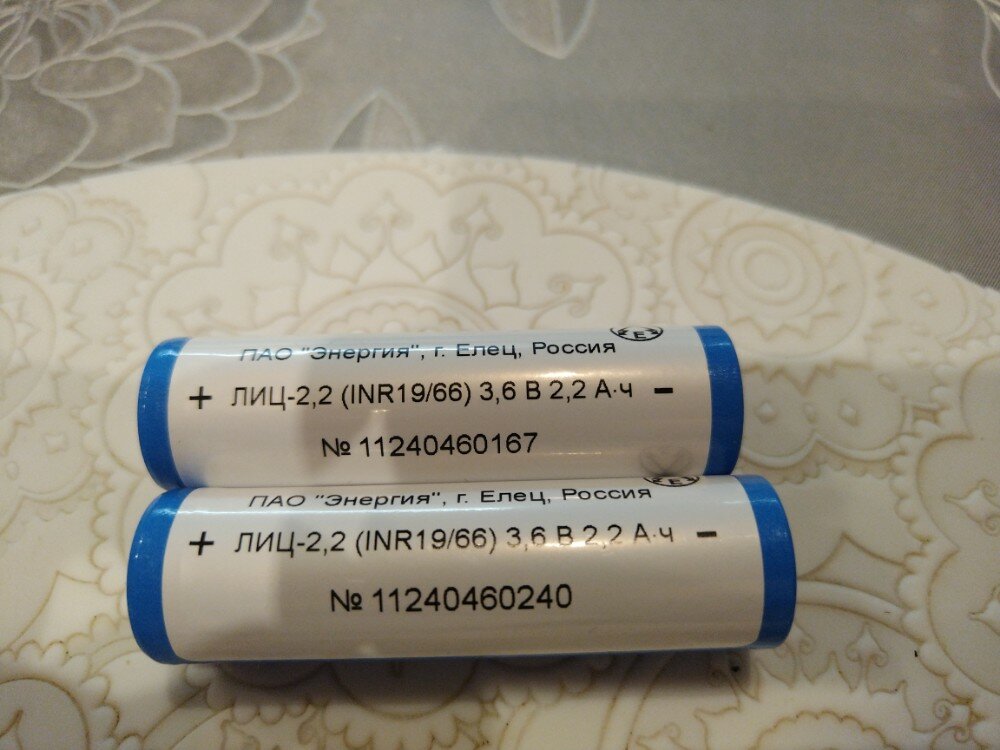 ПАО "Энергия", г. Елец, Россия
+ ЛИЦ-2,2 (INR19/66) 3,6 В 2,2 А·ч -
№ 11240460167
ПАО "Энергия", г. Елец, Россия
+ ЛИЦ-2,2 (INR19/66) 3,6 В 2,2 А·ч -
№ 11240460240